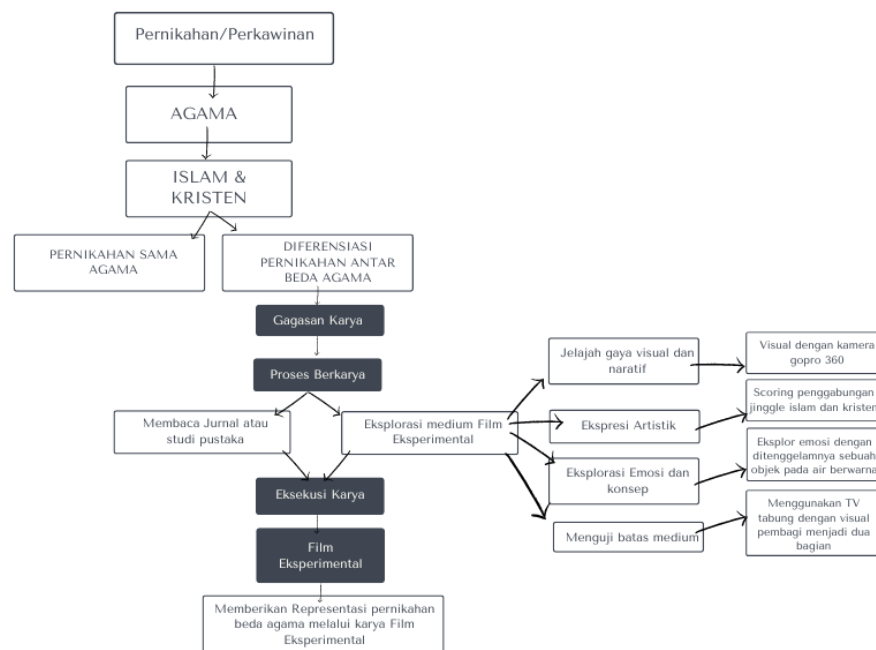 Pernikahan/Perkawinan
AGAMA
ISLAM &
KRISTEN
PERNIKAHAN SAMA
AGAMA
DIFERENSIASI
PERNIKAHAN ANTAR
BEDA AGAMA
Gagasan Karya
Proses Berkarya
Membaca Jurnal atau
studi pustaka
Eksplorasi medium Film
Eksperimental
Jelajah gaya visual dan
naratif
Visual dengan kamera
gopro 360
Ekspresi Artistik
Scoring penggabungan
jinggle islam dan kristen
Eksplorasi Emosi dan
konsep
Eksplor emosi dengan
ditenggelamnya sebuah
objek pada air berwarna
Menguji batas medium
Menggunakan TV
tabung dengan visual
pembagi menjadi dua
bagian
Eksekusi Karya
Film
Eksperimental
Memberikan Representasi pernikahan
beda agama melalui karya Film
Eksperimental